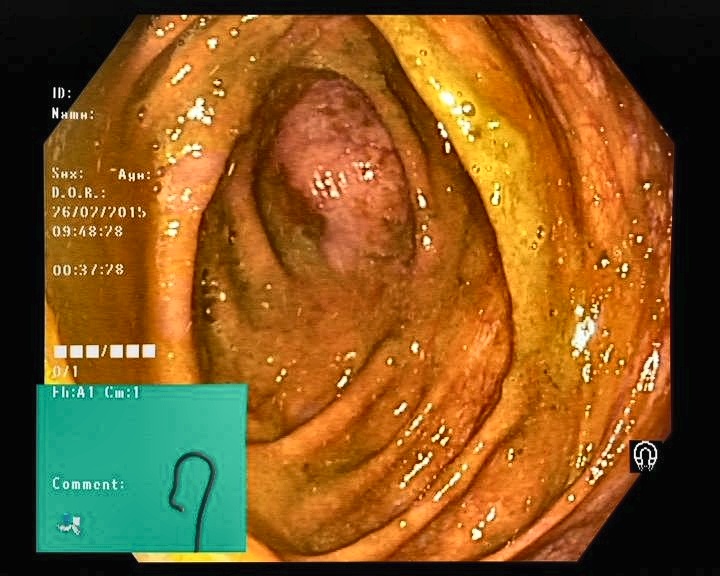 ID:
Name:
Sex: Age:
D.O.B.:
26/02/2015
09:48:28
00:37:28
0/1
Eh:A1 Cm:1
Comment: